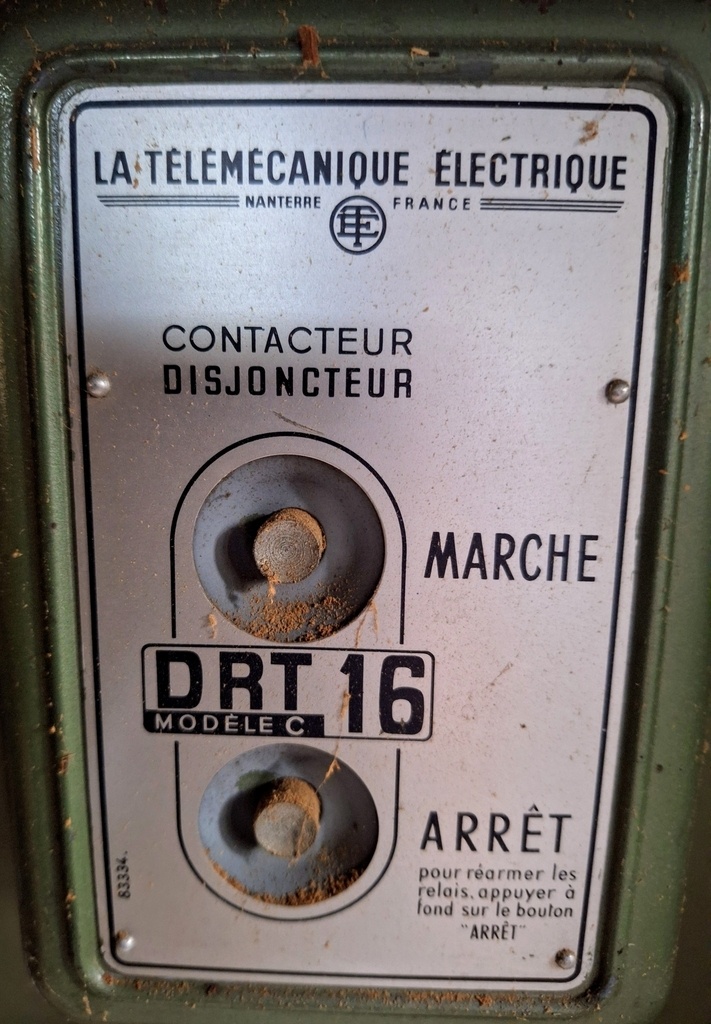 LA TÉLÉMÉCANIQUE ÉLECTRIQUE
NANTERRE FRANCE
CONTACTEUR
DISJONCTEUR
MARCHE
DRT 16
MODÈLE C
ARRÊT
pour réarmer les
relais, appuyer à
fond sur le bouton
"ARRÊT"
83334.